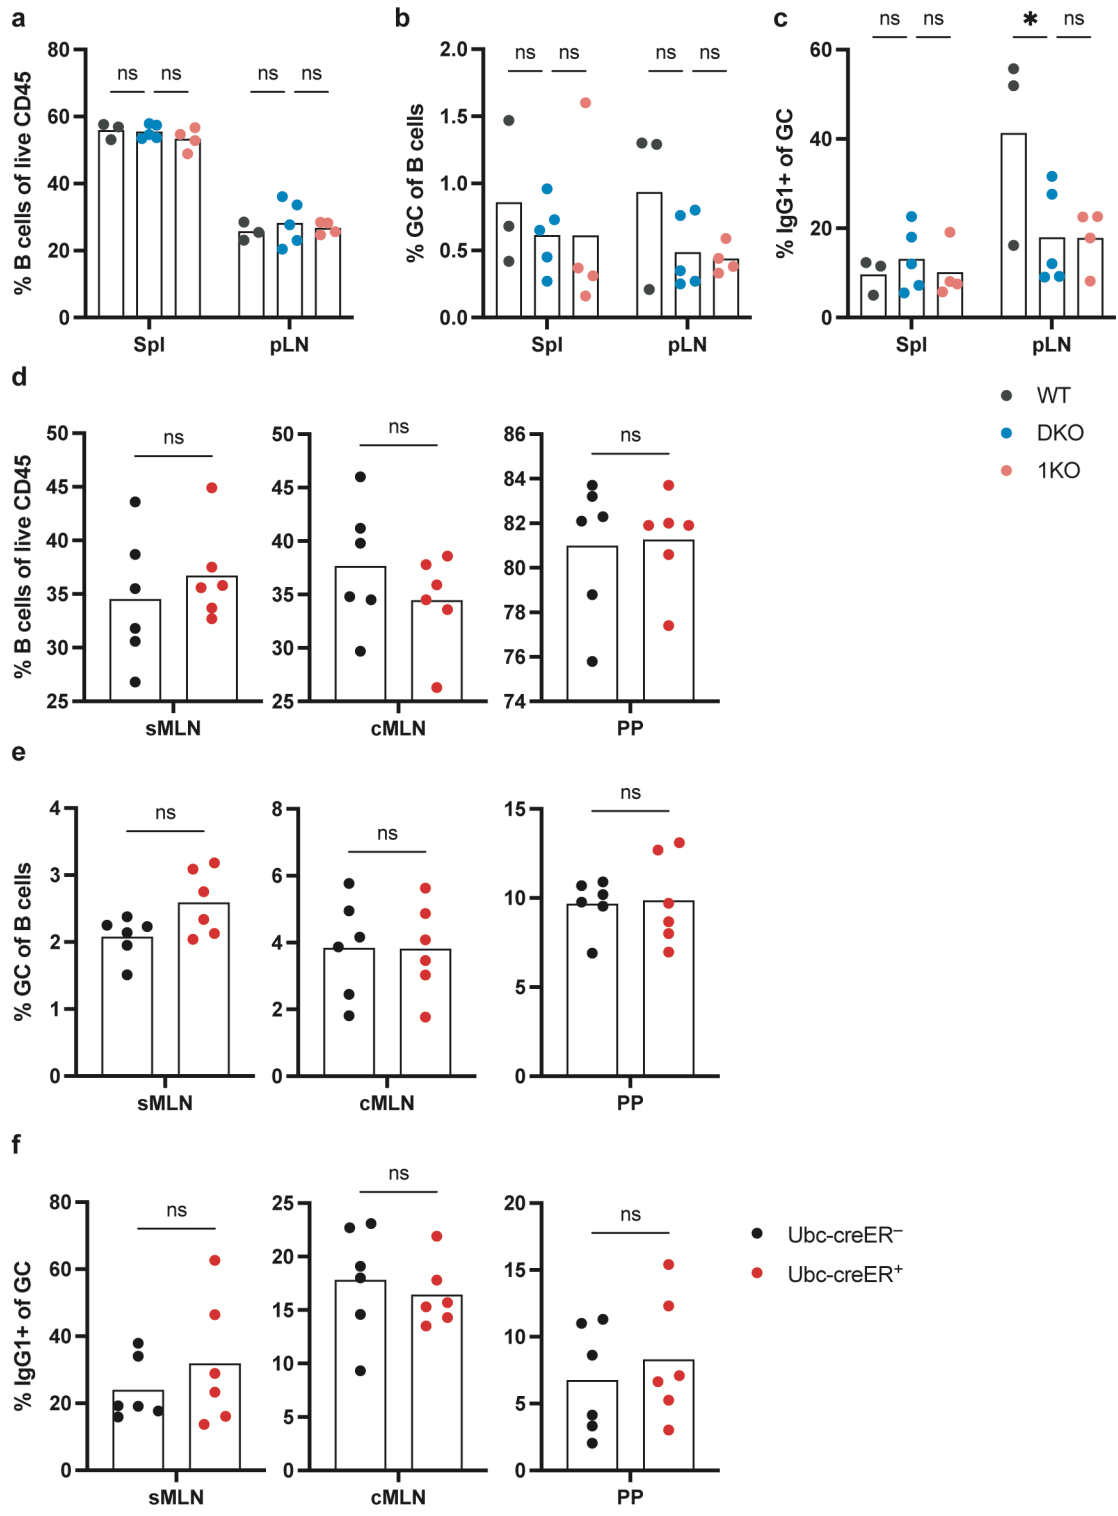 a
% B cells of live CD45
80
60
40
20
0
ns ns ns ns
Spl pLN
b
% GC of B cells
2.0
1.5
1.0
0.5
0.0
ns ns ns ns
Spl pLN
c
% IgG1+ of GC
60
40
20
0
ns ns * ns
Spl pLN
WT
DKO
1KO
d
% B cells of live CD45
50
45
40
35
30
25
ns
sMLN
50
45
40
35
30
25
ns
cMLN
86
84
82
80
78
76
74
ns
PP
e
% GC of B cells
4
3
2
1
0
ns
sMLN
8
6
4
2
0
ns
cMLN
15
10
5
0
ns
PP
f
% IgG1+ of GC
80
60
40
20
0
ns
sMLN
25
20
15
10
5
0
ns
cMLN
20
15
10
5
0
ns
PP
Ubc-creER–
Ubc-creER+